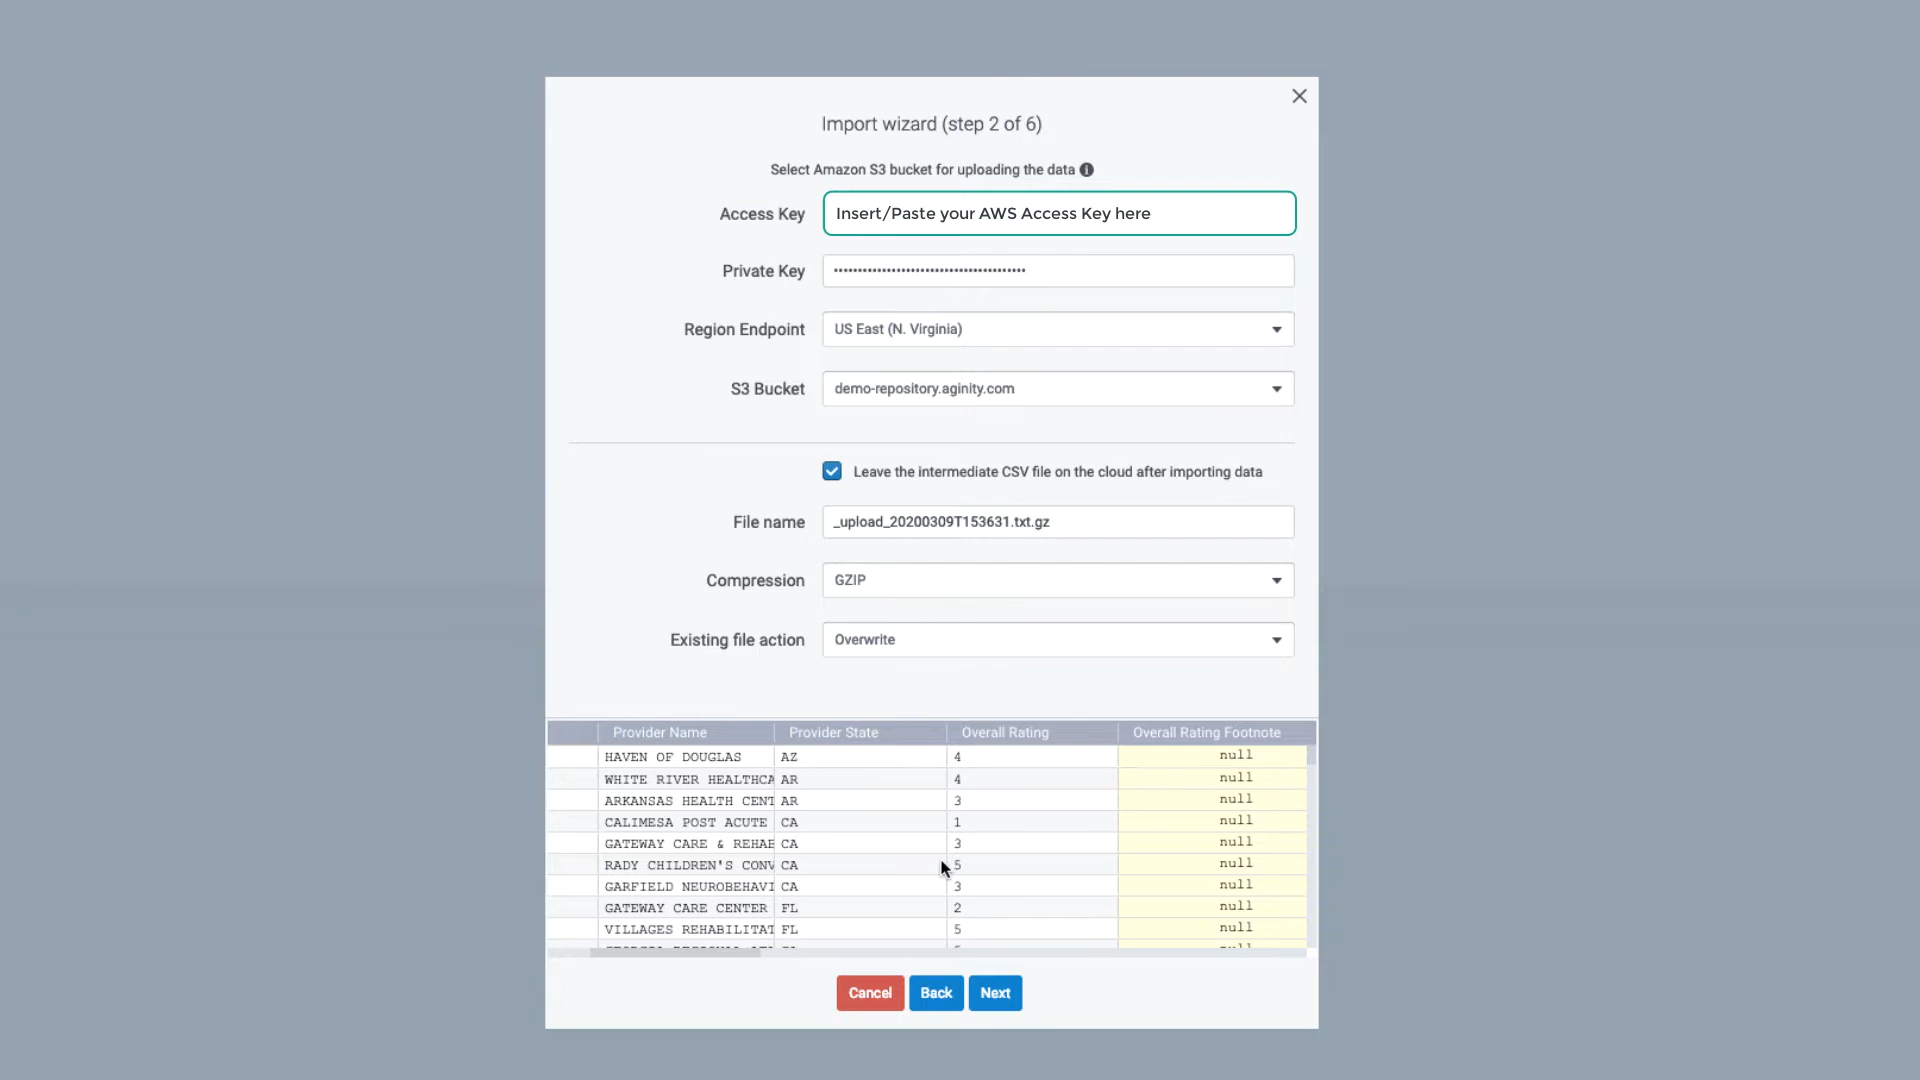 Import wizard (step 2 of 6)
Select Amazon S3 bucket for uploading the data
Access Key Insert/Paste your AWS Access Key here
Private Key
Region Endpoint US East (N. Virginia)
S3 Bucket demo-repository.aginity.com
Leave the intermediate CSV file on the cloud after importing data
File name _upload_20200309T153631.txt.gz
Compression GZIP
Existing file action Overwrite
Provider Name Provider State Overall Rating Overall Rating Footnote
HAVEN OF DOUGLAS AZ 4 null
WHITE RIVER HEALTHCA AR 4 null
ARKANSAS HEALTH CENT AR 3 null
CALIMESA POST ACUTE CA 1 null
GATEWAY CARE & REHAB CA 3 null
RADY CHILDREN'S CONV CA 5 null
GARFIELD NEUROBEHAVI CA 3 null
GATEWAY CARE CENTER FL 2 null
VILLAGES REHABILITAT FL 5 null
Cancel Back Next